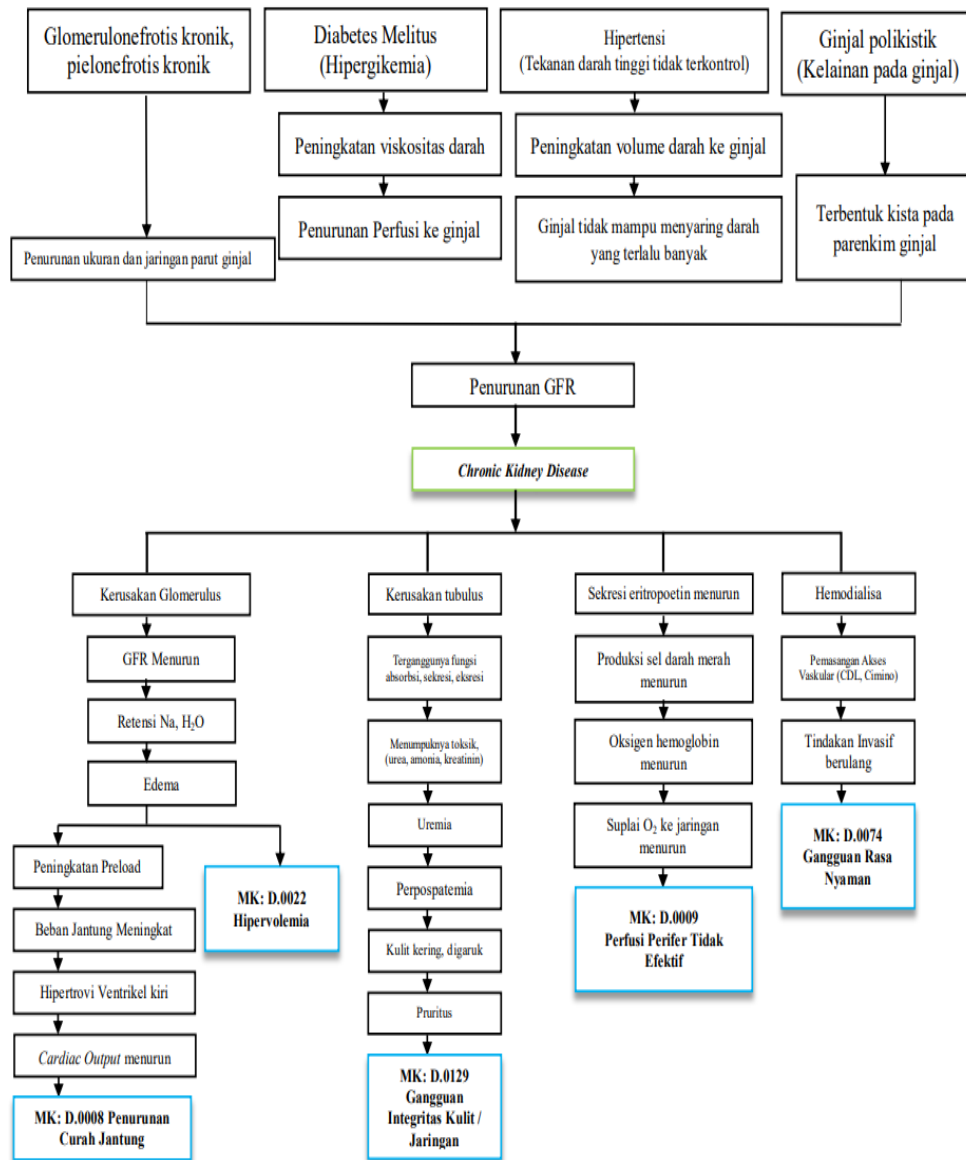 Glomerulonefrotis kronik,
pielonefrotis kronik
Diabetes Melitus
(Hipergikemia)
Hipertensi
(Tekanan darah tinggi tidak terkontrol)
Ginjal polikistik
(Kelainan pada ginjal)
Peningkatan viskositas darah
Peningkatan volume darah ke ginjal
Penurunan Perfusi ke ginjal
Ginjal tidak mampu menyaring darah
yang terlalu banyak
Terbentuk kista pada
parenkim ginjal
Penurunan ukuran dan jaringan parut ginjal
Penurunan GFR
Chronic Kidney Disease
Kerusakan Glomerulus
GFR Menurun
Retensi Na, H₂O
Edema
Peningkatan Preload
Beban Jantung Meningkat
Hipertrovi Ventrikel kiri
Cardiac Output menurun
MK: D.0008 Penurunan
Curah Jantung
MK: D.0022
Hipervolemia
Kerusakan tubulus
Terganggunya fungsi
absorbsi, sekresi, eksresi
Menumpuknya toksik,
(urea, amonia, kreatinin)
Uremia
Perpospatemia
Kulit kering, digaruk
Pruritus
MK: D.0129
Gangguan
Integritas Kulit /
Jaringan
Sekresi eritropoetin menurun
Produksi sel darah merah
menurun
Oksigen hemoglobin
menurun
Suplai O₂ ke jaringan
menurun
MK: D.0009
Perfusi Perifer Tidak
Efektif
Hemodialisa
Pemasangan Akses
Vaskular (CDL, Cimino)
Tindakan Invasif
berulang
MK: D.0074
Gangguan Rasa
Nyaman